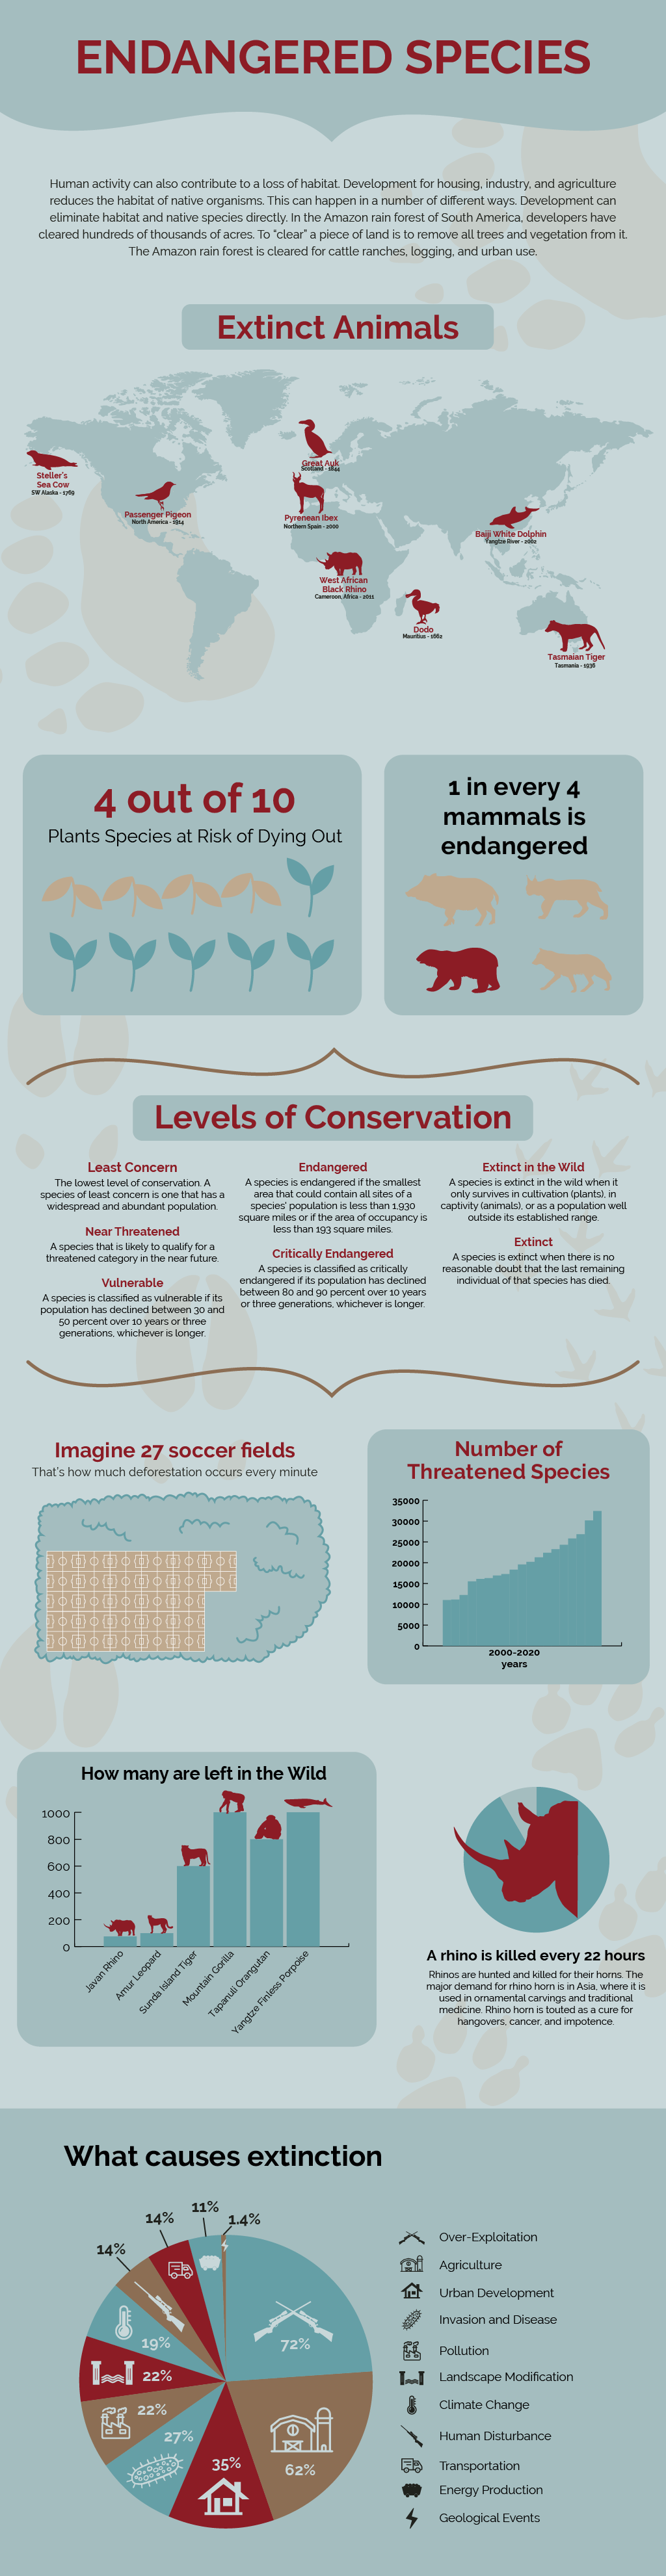 ENDANGERED SPECIES
Human activity can also contribute to a loss of habitat. Development for housing, industry, and agriculture
reduces the habitat of native organisms. This can happen in a number of different ways. Development can
eliminate habitat and native species directly. In the Amazon rain forest of South America, developers have
cleared hundreds of thousands of acres. To “clear” a piece of land is to remove all trees and vegetation from it.
The Amazon rain forest is cleared for cattle ranches, logging, and urban use.
Extinct Animals
Great Auk
Scotland - 1844
Steller's
Sea Cow
SW Alaska - 1769
Passenger Pigeon
North America - 1914
Pyrenean Ibex
Northern Spain - 2000
Baiji White Dolphin
Yangtze River - 2002
West African
Black Rhino
Cameroon, Africa - 2011
Dodo
Mauritius - 1662
Tasmaian Tiger
Tasmania - 1936
4 out of 10
Plants Species at Risk of Dying Out
1 in every 4
mammals is
endangered
Levels of Conservation
Least Concern
The lowest level of conservation. A
species of least concern is one that has a
widespread and abundant population.
Near Threatened
A species that is likely to qualify for a
threatened category in the near future.
Vulnerable
A species is classified as vulnerable if its
population has declined between 30 and
50 percent over 10 years or three
generations, whichever is longer.
Endangered
A species is endangered if the smallest
area that could contain all sites of a
species' population is less than 1,930
square miles or if the area of occupancy is
less than 193 square miles.
Critically Endangered
A species is classified as critically
endangered if its population has declined
between 80 and 90 percent over 10 years
or three generations, whichever is longer.
Extinct in the Wild
A species is extinct in the wild when it
only survives in cultivation (plants), in
captivity (animals), or as a population well
outside its established range.
Extinct
A species is extinct when there is no
reasonable doubt that the last remaining
individual of that species has died.
Imagine 27 soccer fields
That's how much deforestation occurs every minute
Number of
Threatened Species
35000
30000
25000
20000
15000
10000
5000
0
2000-2020
years
How many are left in the Wild
1000
800
600
400
200
0
Javan Rhino
Amur Leopard
Sunda Island Tiger
Mountain Gorilla
Tapanuli Orangutan
Yangtze Finless Porpoise
A rhino is killed every 22 hours
Rhinos are hunted and killed for their horns. The
major demand for rhino horn is in Asia, where it is
used in ornamental carvings and traditional
medicine. Rhino horn is touted as a cure for
hangovers, cancer, and impotence.
What causes extinction
14%
14%
11%
1.4%
72%
62%
35%
27%
22%
22%
19%
Over-Exploitation
Agriculture
Urban Development
Invasion and Disease
Pollution
Landscape Modification
Climate Change
Human Disturbance
Transportation
Energy Production
Geological Events